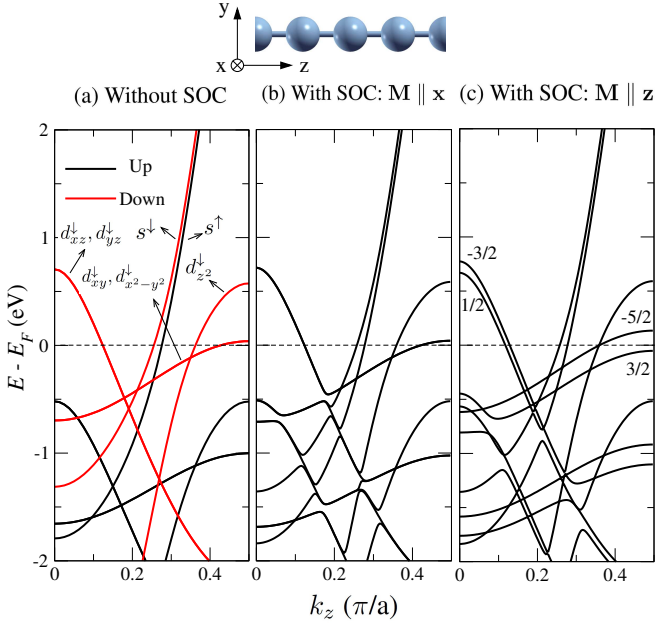 y
x
z
(a) Without SOC
(b) With SOC: M ∥ x
(c) With SOC: M ∥ z
2
1
0
-1
-2
E - E_F (eV)
Up
Down
d↓xz, d↓yz
s↓
s↑
d↓xy, d↓x²−y²
d↓z²
-3/2
1/2
-5/2
3/2
0 0.2 0.4
0 0.2 0.4
0 0.2 0.4
k_z (π/a)